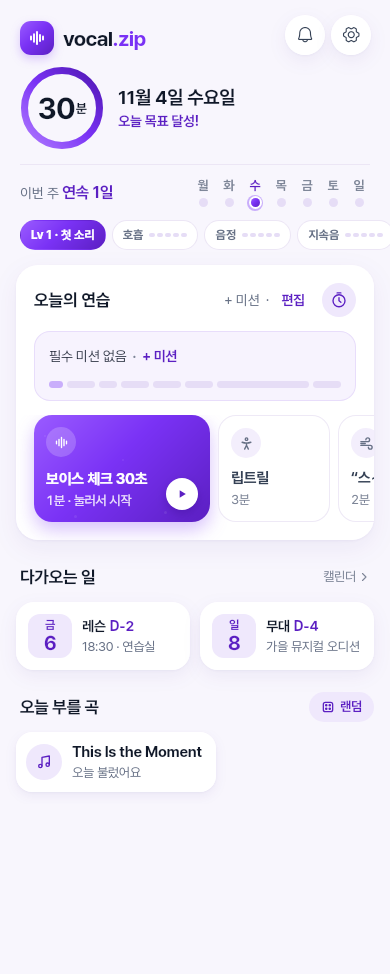 vocal.zip
30분
11월 4일 수요일
오늘 목표 달성!
이번 주 연속 1일
월 화 수 목 금 토 일
Lv 1 · 첫 소리
호흡
음정
지속음
오늘의 연습
+ 미션 · 편집
필수 미션 없음 · + 미션
보이스 체크 30초
1분 · 눌러서 시작
립트릴
3분
2분
다가오는 일
캘린더
금
6
레슨 D-2
18:30 · 연습실
일
8
무대 D-4
가을 뮤지컬 오디션
오늘 부를 곡
랜덤
This Is the Moment
오늘 불렀어요